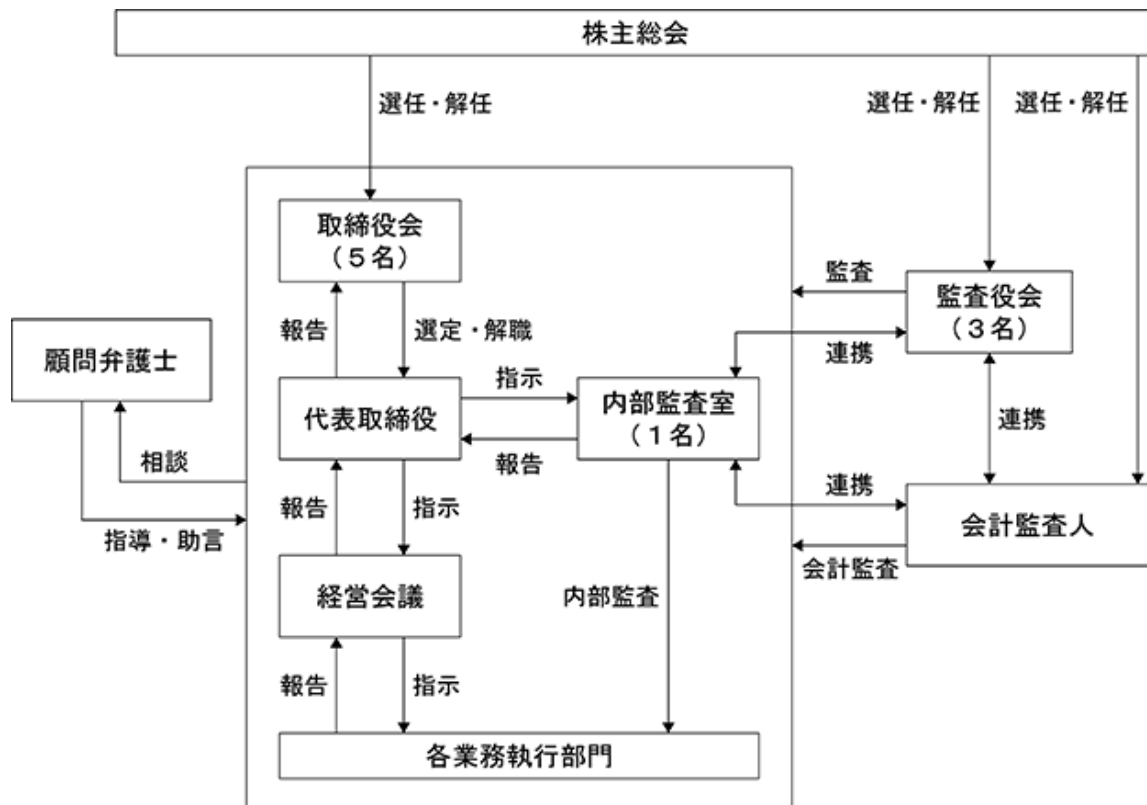 株主総会
選任・解任
選任・解任
選任・解任
取締役会
（５名）
監査
監査役会
（３名）
報告
選定・解職
連携
顧問弁護士
指示
代表取締役
内部監査室
（１名）
連携
報告
相談
連携
報告
指示
会計監査人
指導・助言
会計監査
経営会議
内部監査
報告
指示
各業務執行部門